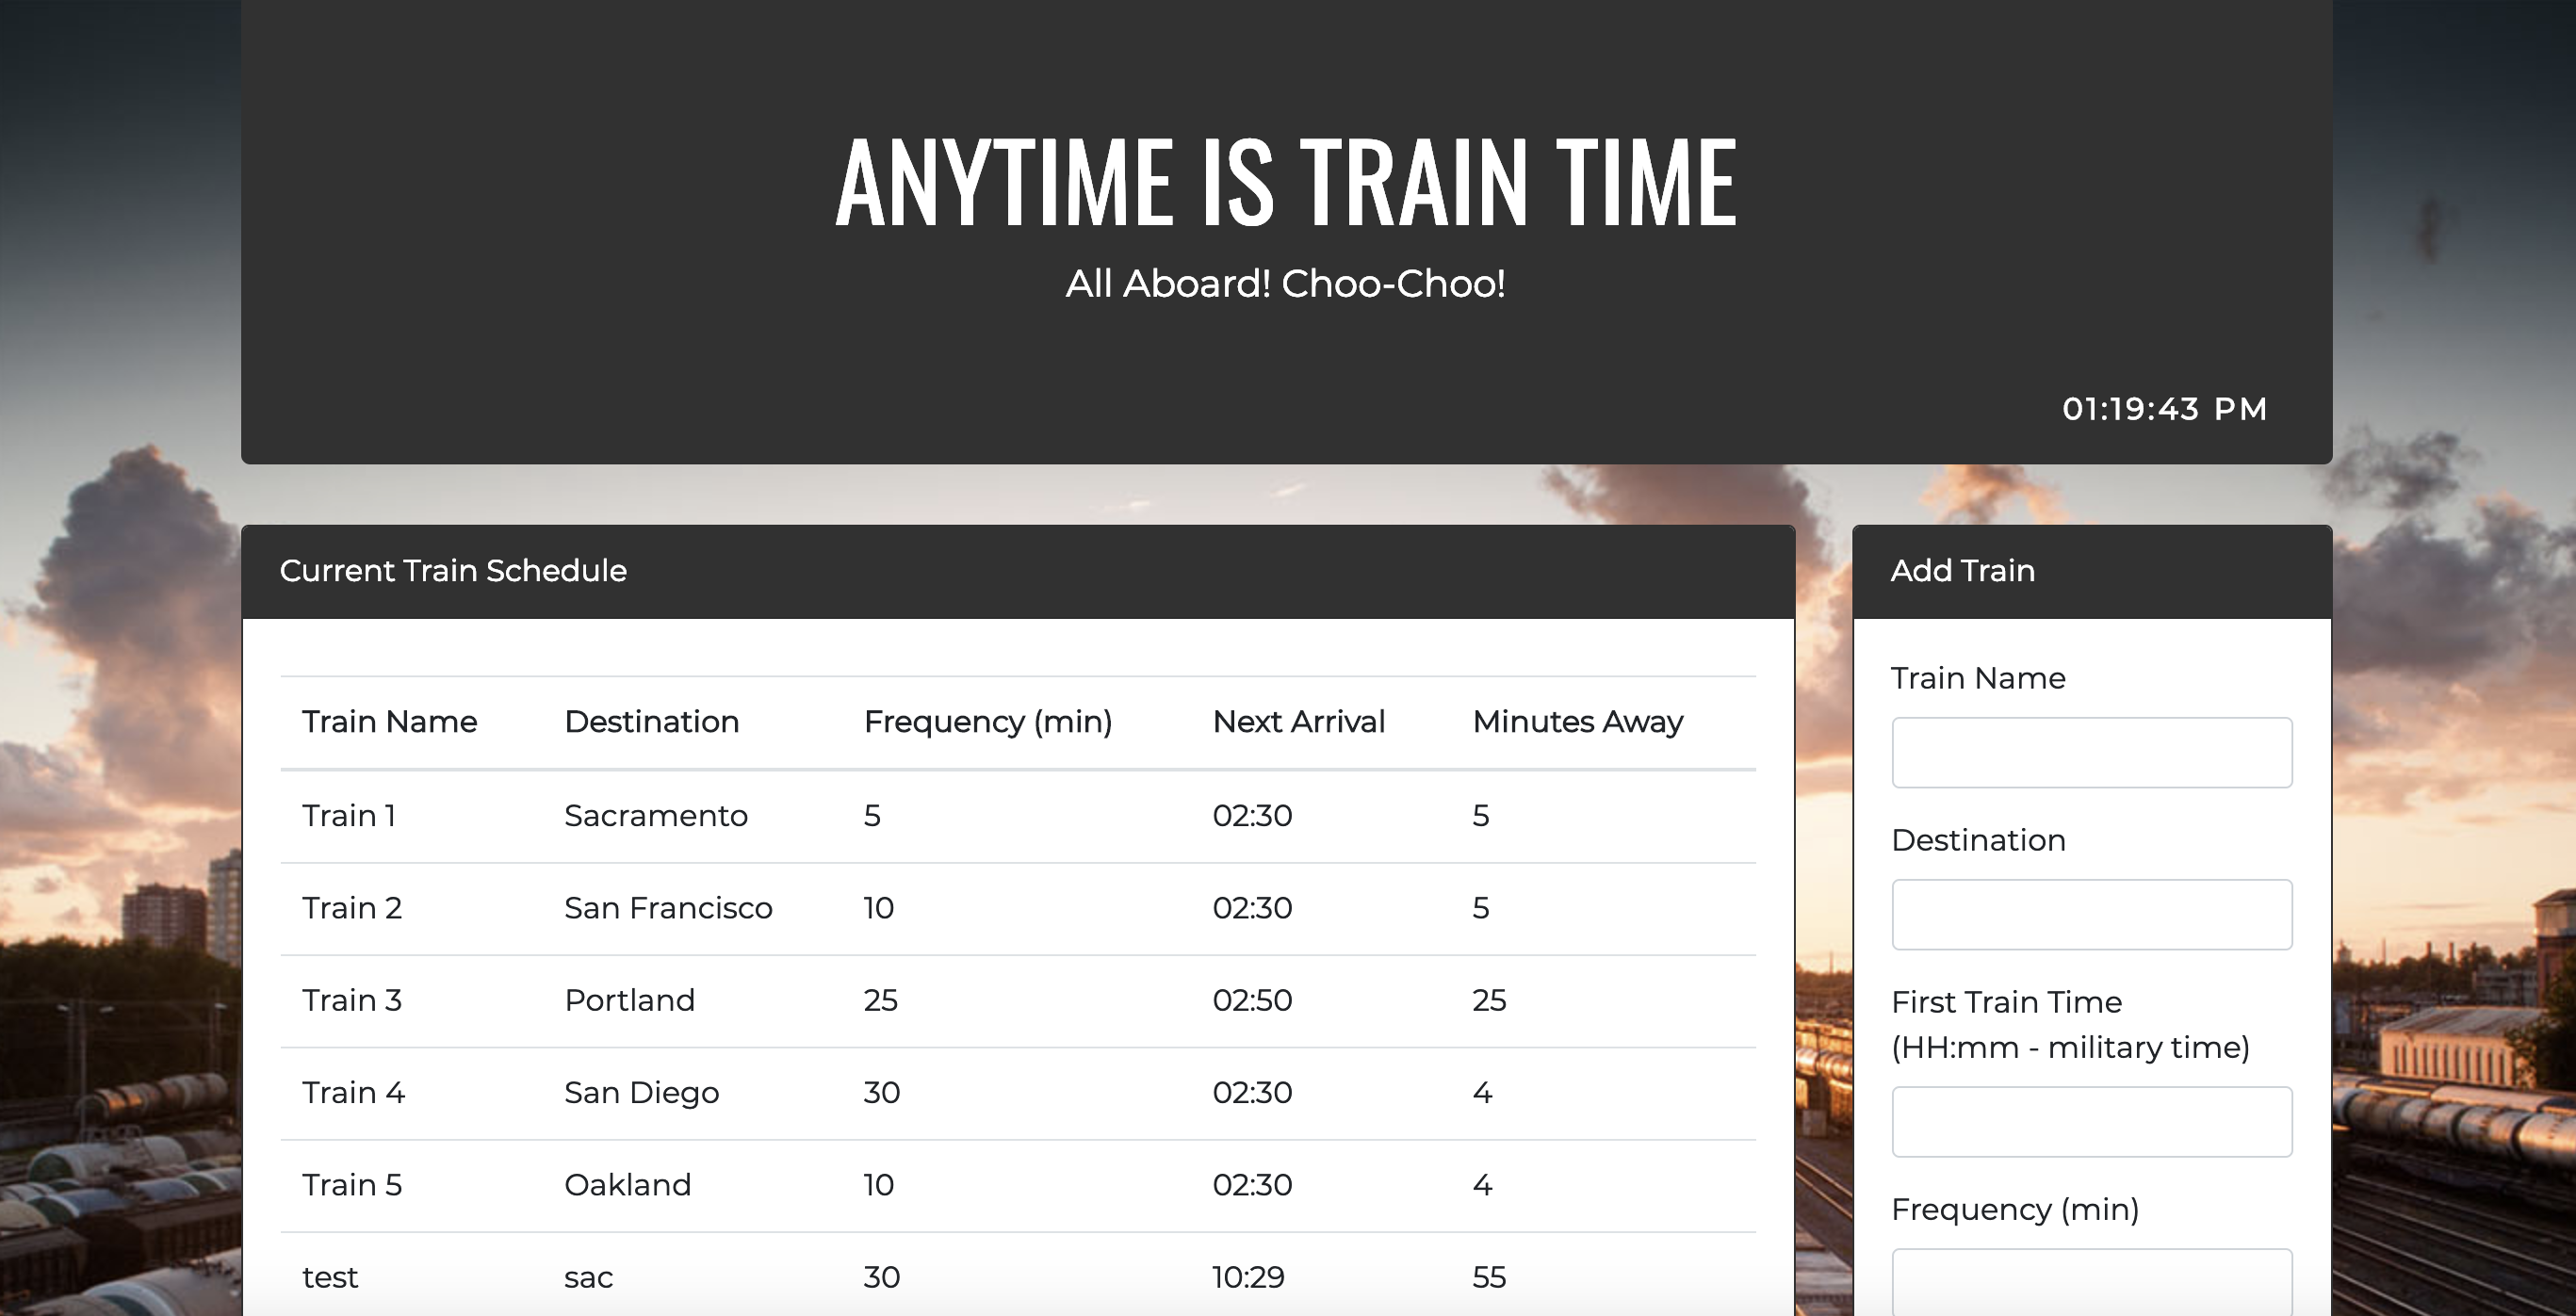 ANYTIME IS TRAIN TIME
All Aboard! Choo-Choo!
01:19:43 PM
Current Train Schedule
Train Name Destination Frequency (min) Next Arrival Minutes Away
Train 1 Sacramento 5 02:30 5
Train 2 San Francisco 10 02:30 5
Train 3 Portland 25 02:50 25
Train 4 San Diego 30 02:30 4
Train 5 Oakland 10 02:30 4
test sac 30 10:29 55
Add Train
Train Name
Destination
First Train Time
(HH:mm - military time)
Frequency (min)